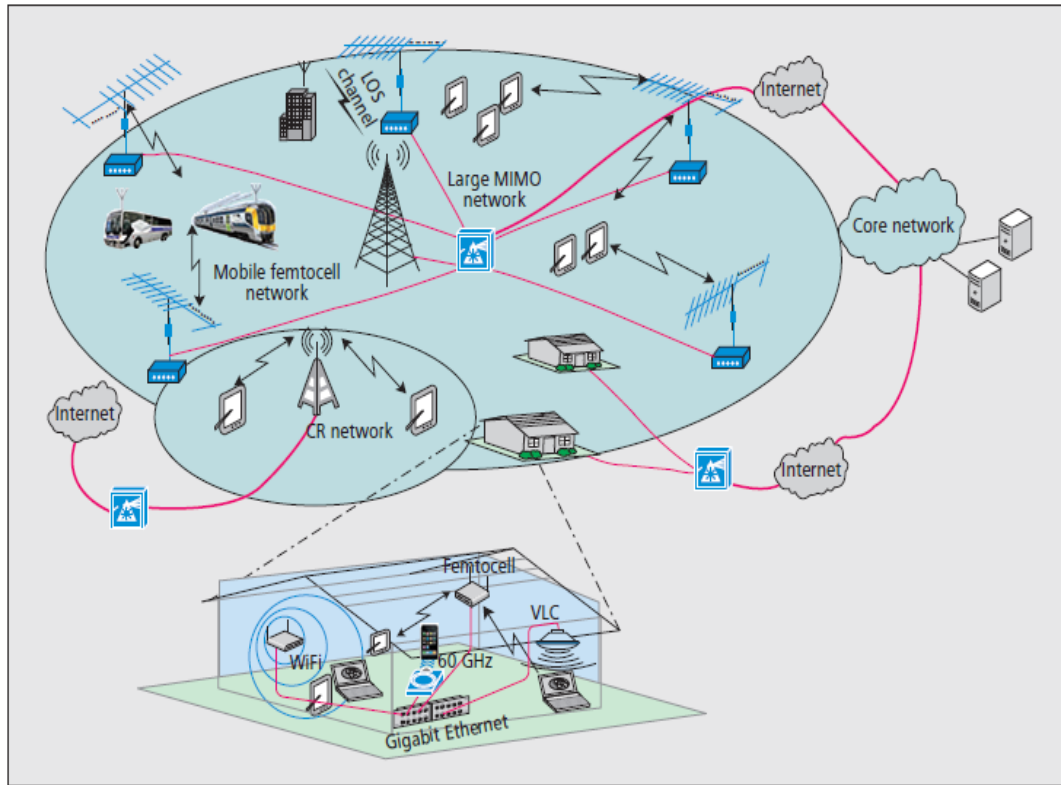 LOS
channel
Internet
Large MIMO
network
Core network
Mobile femtocell
network
Internet
CR network
Internet
Femtocell
VLC
WiFi
60 GHz
Gigabit Ethernet